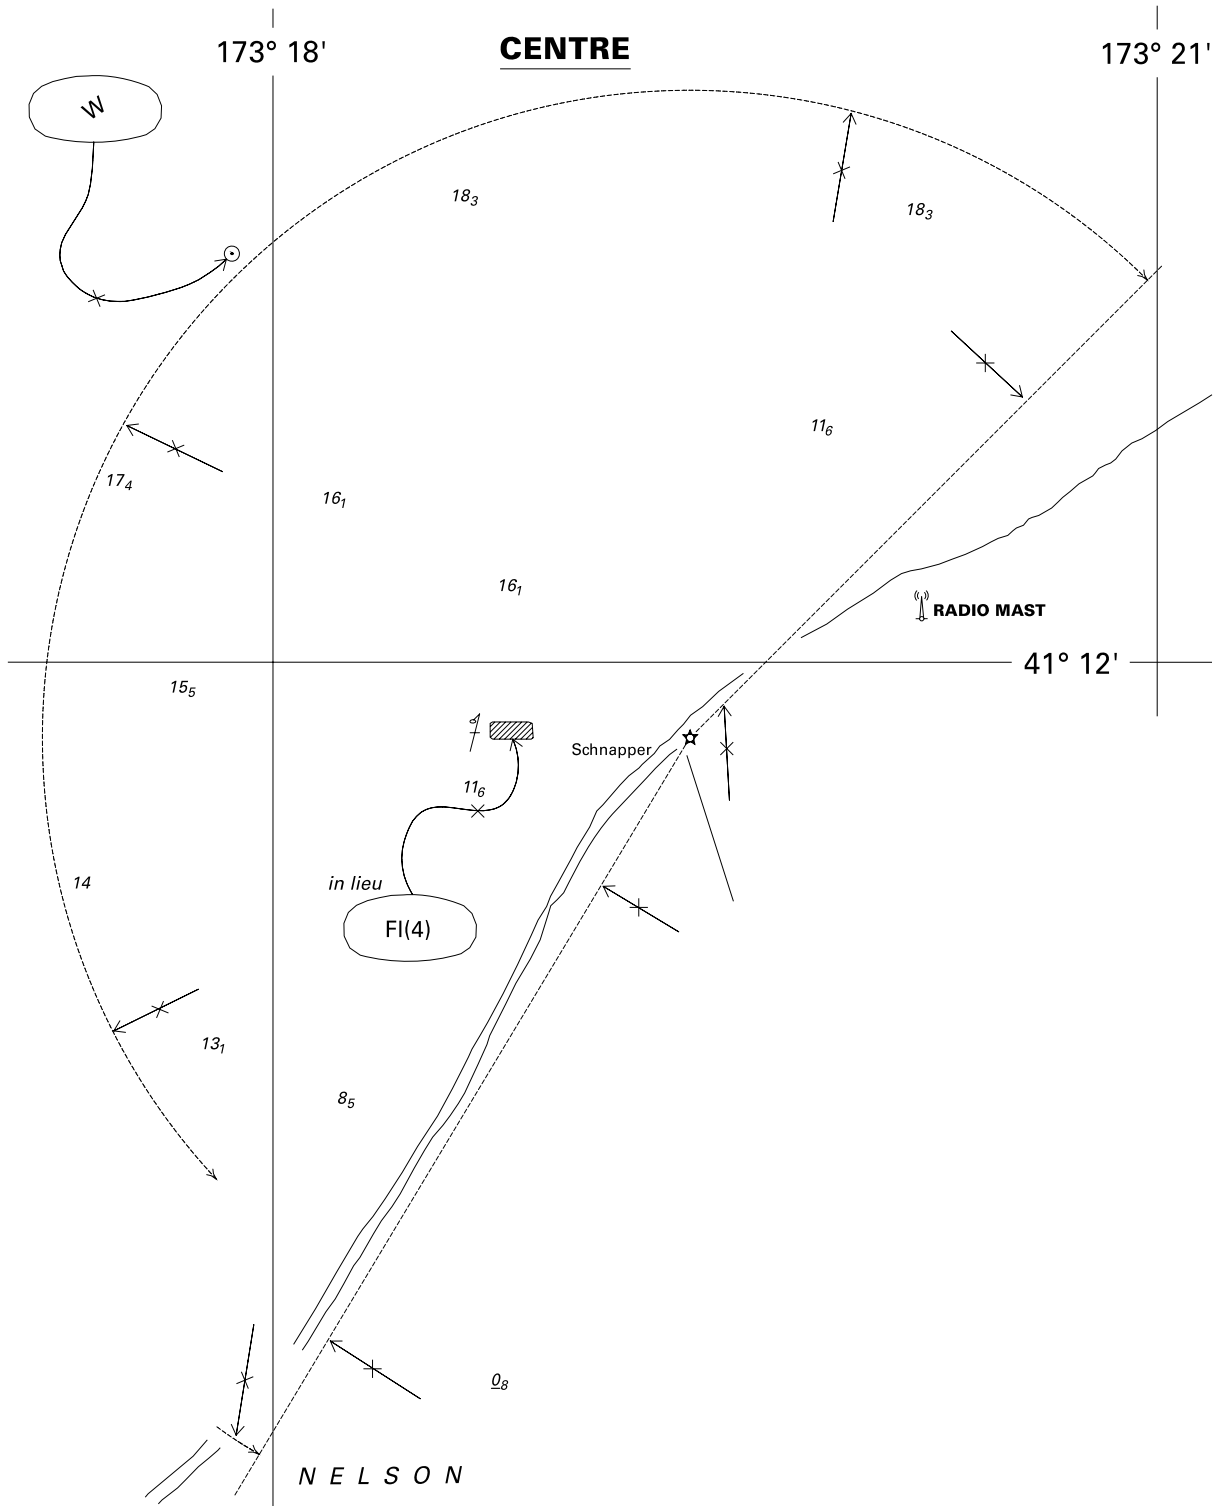 173° 18'
CENTRE
173° 21'
W
18₃
18₃
11₆
17₄
16₁
16₁
RADIO MAST
41° 12'
15₅
Schnapper
11₆
in lieu
14
Fl(4)
13₁
8₅
0₈
NELSON